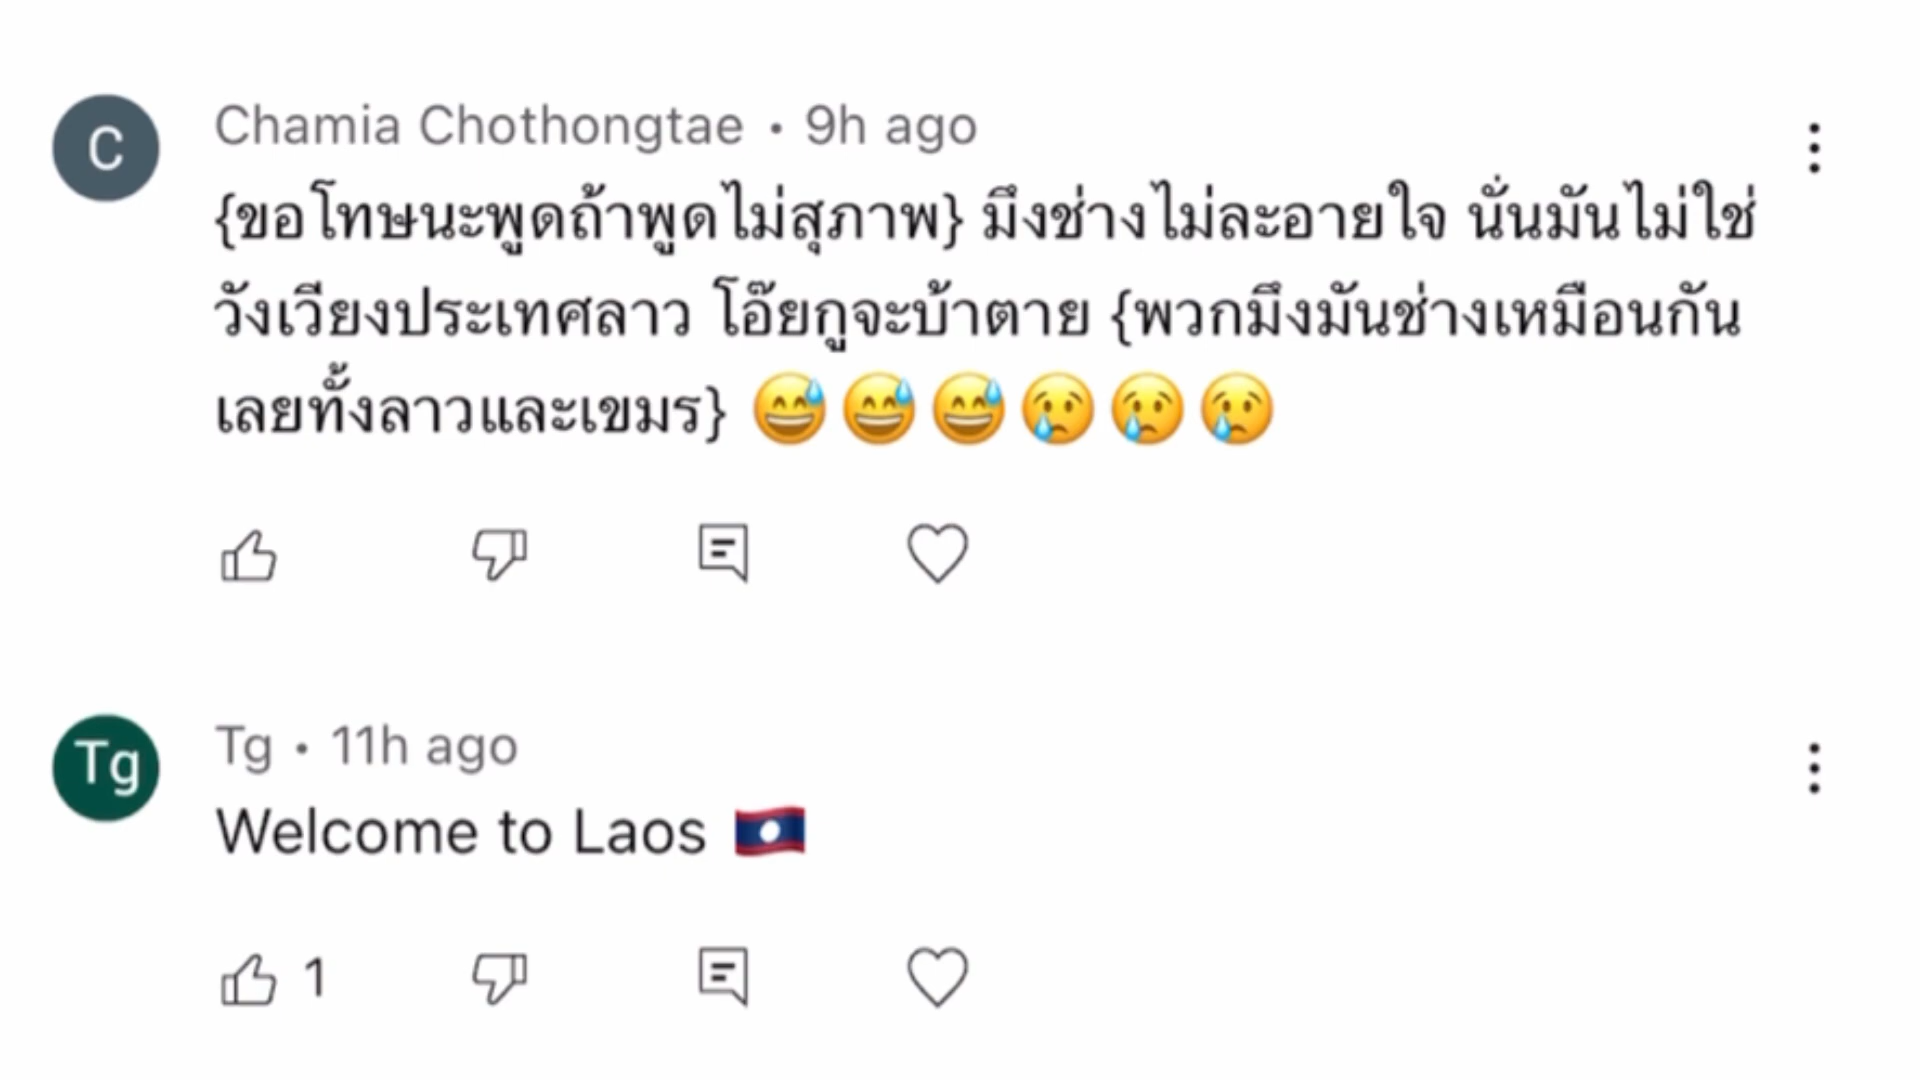 C
Chamia Chothongtae • 9h ago
{ขอโทษนะพูดถ้าพูดไม่สุภาพ} มึงช่างไม่ละอายใจ นั่นมันไม่ใช่
วังเวียงประเทศลาว โอ๊ยกูจะบ้าตาย {พวกมึงมันช่างเหมือนกัน
เลยทั้งลาวและเขมร} 😅😅😅😢😢😢
Tg
Tg • 11h ago
Welcome to Laos 🇱🇦
1